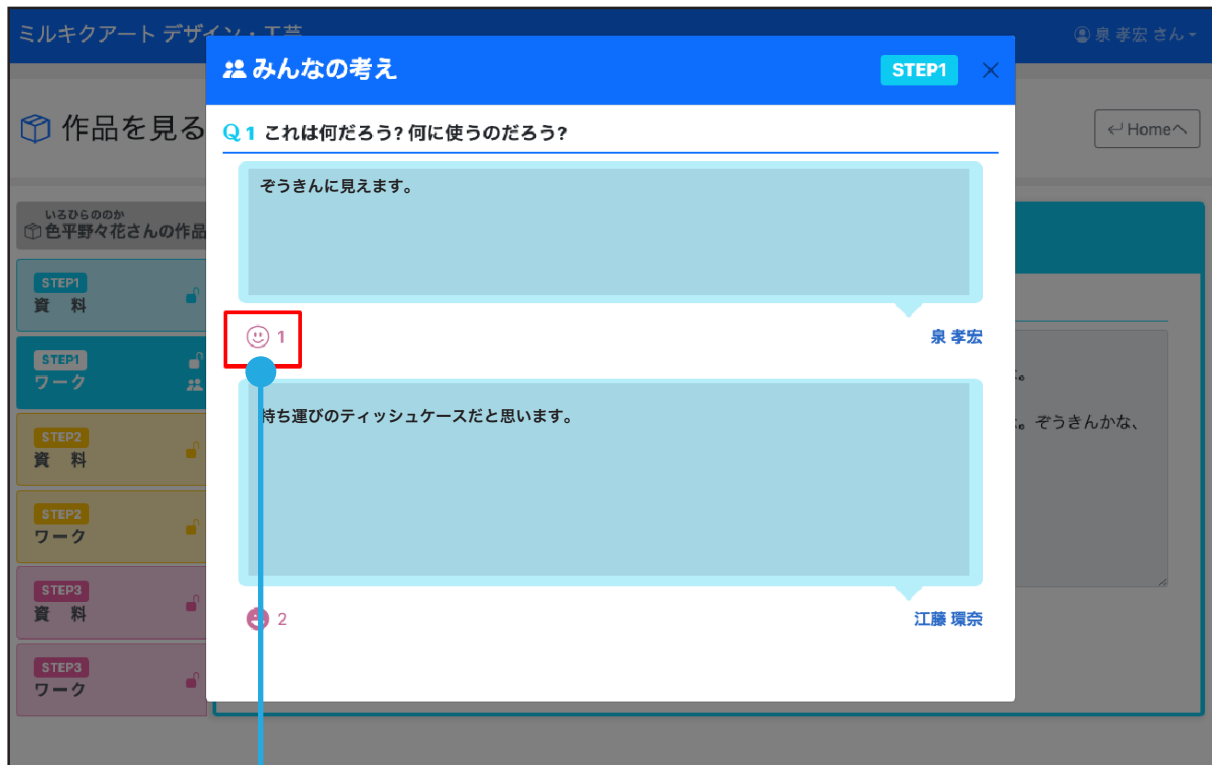 ミルキクアート デザイン・工芸
泉 孝宏 さん
みんなの考え
STEP1
作品を見る
Homeへ
Q 1 これは何だろう? 何に使うのだろう?
ぞうきんに見えます。
いろひらののか
色平野々花さんの作品
STEP1
資 料
1
泉 孝宏
STEP1
ワーク
持ち運びのティッシュケースだと思います。
。ぞうきんかな、
STEP2
資 料
STEP2
ワーク
STEP3
資 料
2
江藤 環奈
STEP3
ワーク